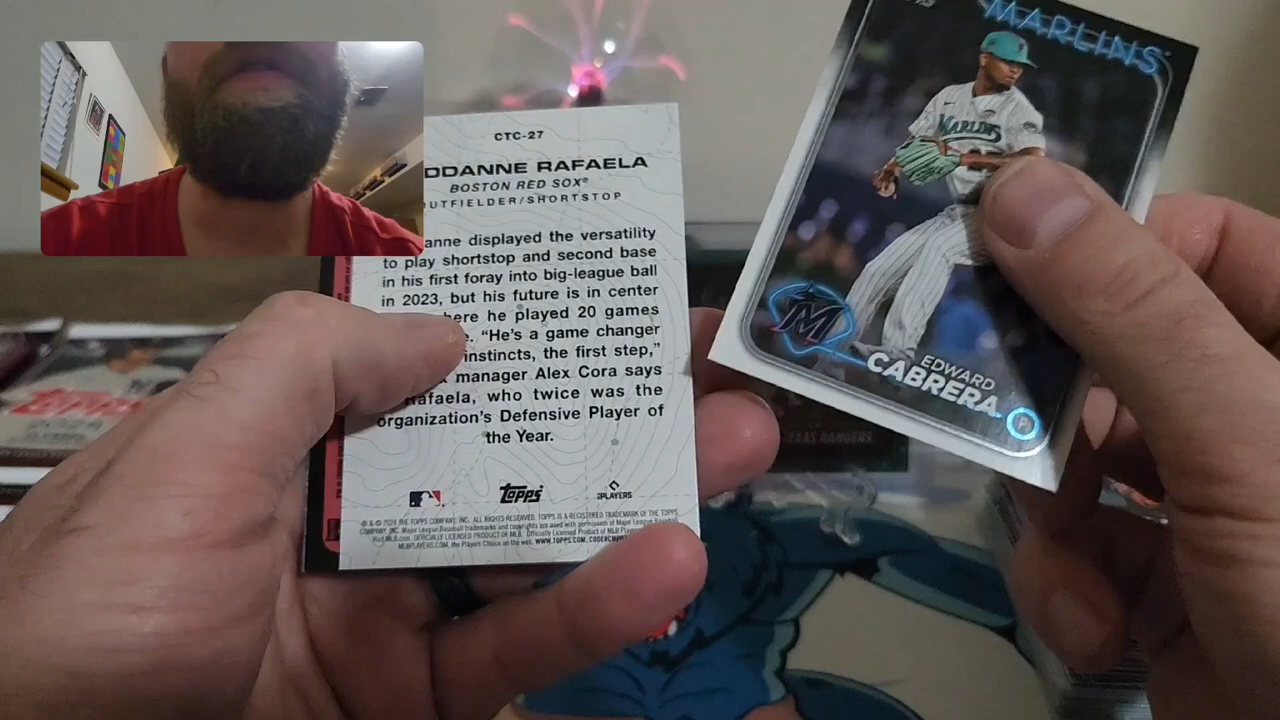 CTC-27
DDANNE RAFAELA
BOSTON RED SOX®
UTFIELDER/SHORTSTOP
anne displayed the versatility
to play shortstop and second base
in his first foray into big-league ball
in 2023, but his future is in center
here he played 20 games
"He's a game changer
instincts, the first step,"
manager Alex Cora says
Rafaela, who twice was the
organization's Defensive Player of
the Year.
Topps
PLAYERS
® & © 2024 THE TOPPS COMPANY, INC. ALL RIGHTS RESERVED. TOPPS IS A REGISTERED TRADEMARK OF THE TOPPS
COMPANY, INC. Major League Baseball trademarks and copyrights are used with permission of Major League Baseball
Visit MLB.com. OFFICIALLY LICENSED PRODUCT OF MLB
MLBPLAYERS.COM, the Players Choice on the web. WWW.TOPPS.COM.
MARLINS
MARLINS
M
EDWARD
CABRERA
P
TEXAS RANGERS
Topps